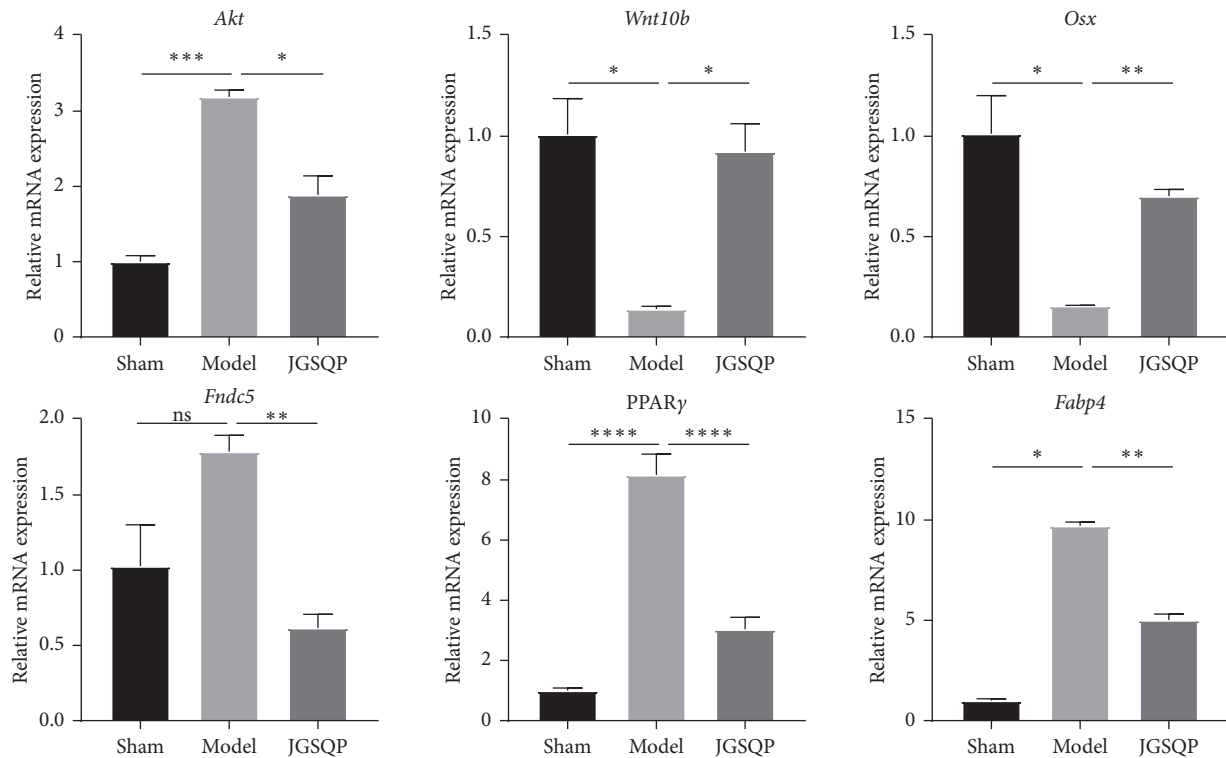 Akt
Relative mRNA expression
4
3
2
1
0
***
*
Sham
Model
JGSQP
Wnt10b
Relative mRNA expression
1.5
1.0
0.5
0.0
*
*
Sham
Model
JGSQP
Osx
Relative mRNA expression
1.5
1.0
0.5
0.0
*
**
Sham
Model
JGSQP
Fndc5
Relative mRNA expression
2.0
1.5
1.0
0.5
0.0
ns
**
Sham
Model
JGSQP
PPARγ
Relative mRNA expression
10
8
6
4
2
0
****
****
Sham
Model
JGSQP
Fabp4
Relative mRNA expression
15
10
5
0
*
**
Sham
Model
JGSQP